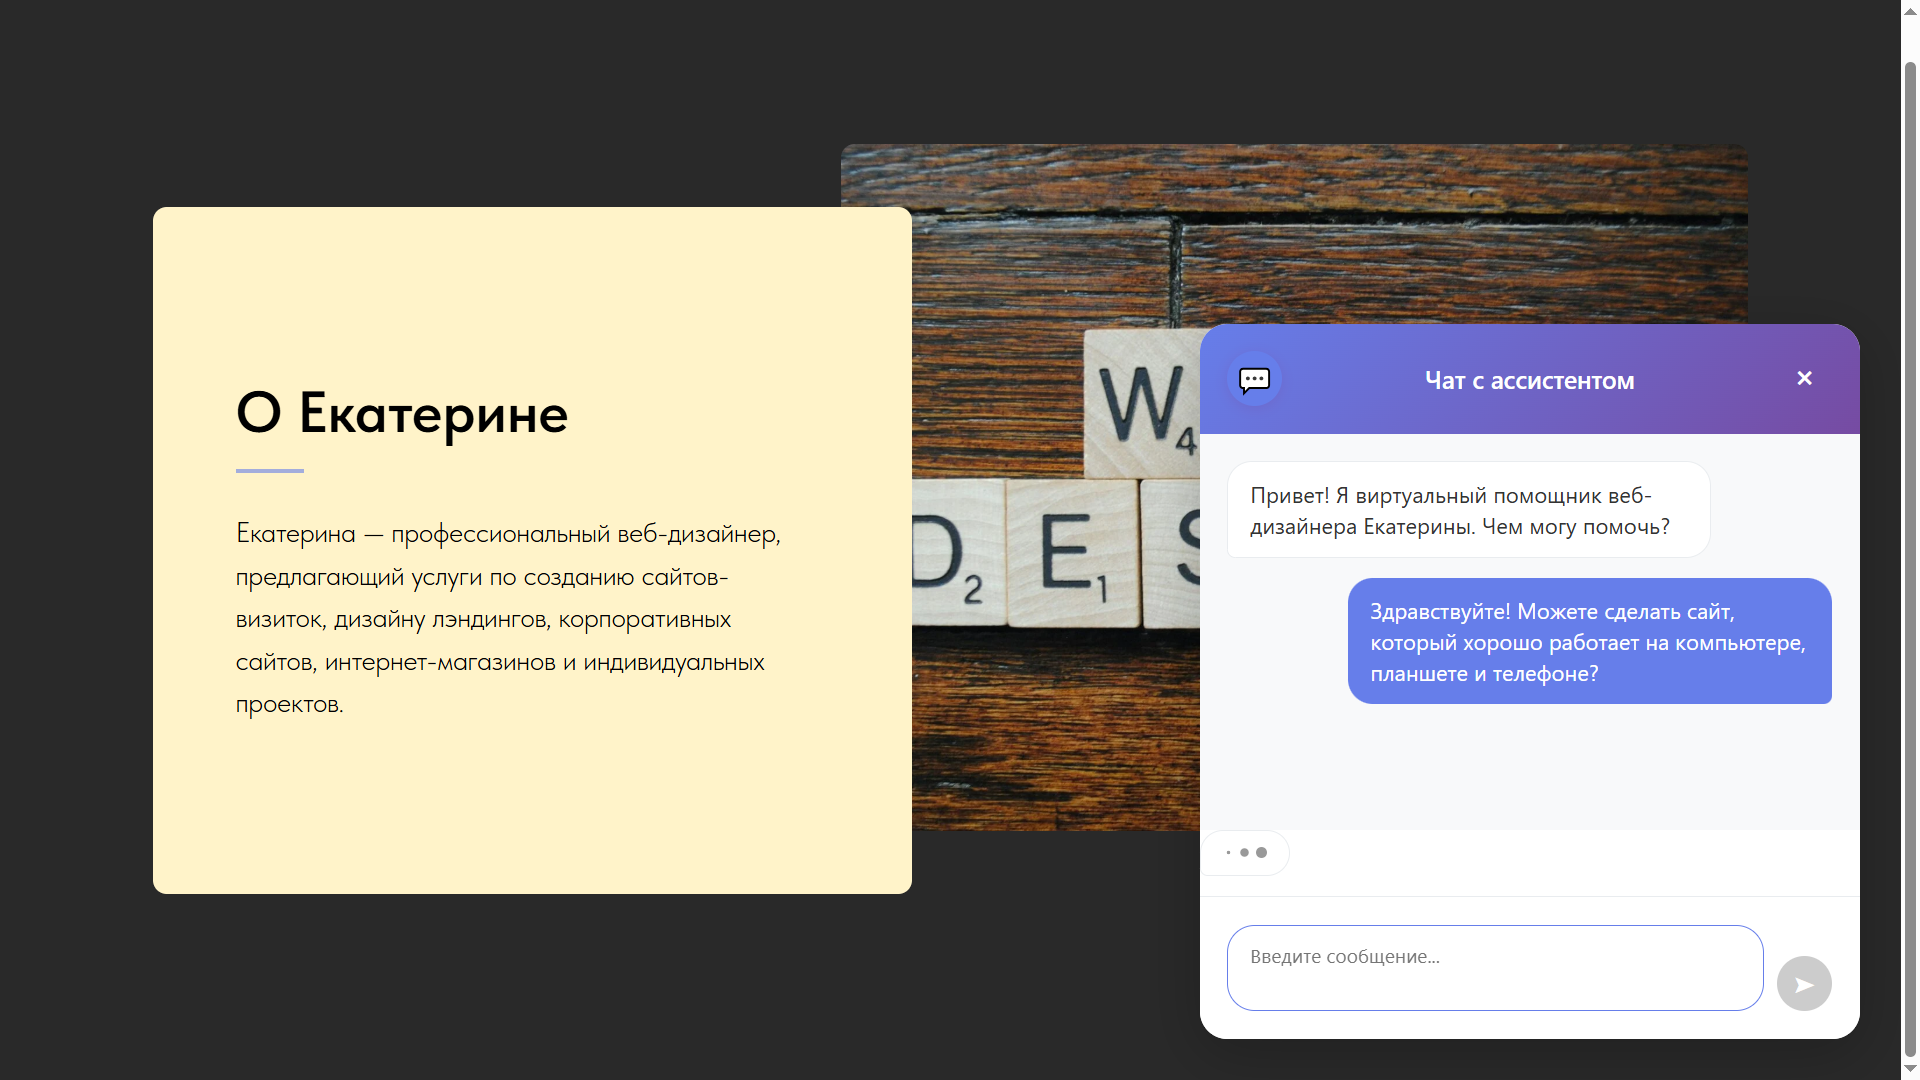 О Екатерине
Екатерина — профессиональный веб-дизайнер,
предлагающий услуги по созданию сайтов-
визиток, дизайну лэндингов, корпоративных
сайтов, интернет-магазинов и индивидуальных
проектов.
W4
D2 E1 S
Чат с ассистентом
Привет! Я виртуальный помощник веб-
дизайнера Екатерины. Чем могу помочь?
Здравствуйте! Можете сделать сайт,
который хорошо работает на компьютере,
планшете и телефоне?
Введите сообщение...